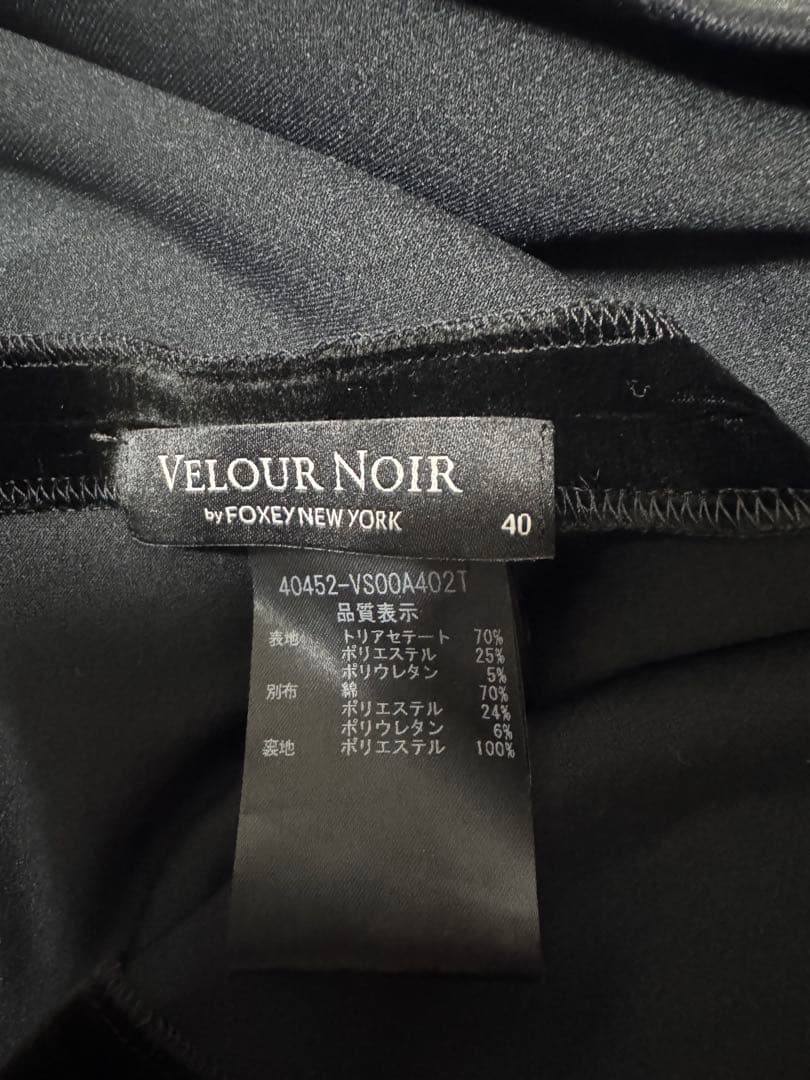 VELOUR NOIR
by FOXEY NEW YORK 40
40452-VS00A402T
品質表示
表地 トリアセテート 70%
ポリエステル 25%
ポリウレタン 5%
別布 綿 70%
ポリエステル 24%
ポリウレタン 6%
裏地 ポリエステル 100%